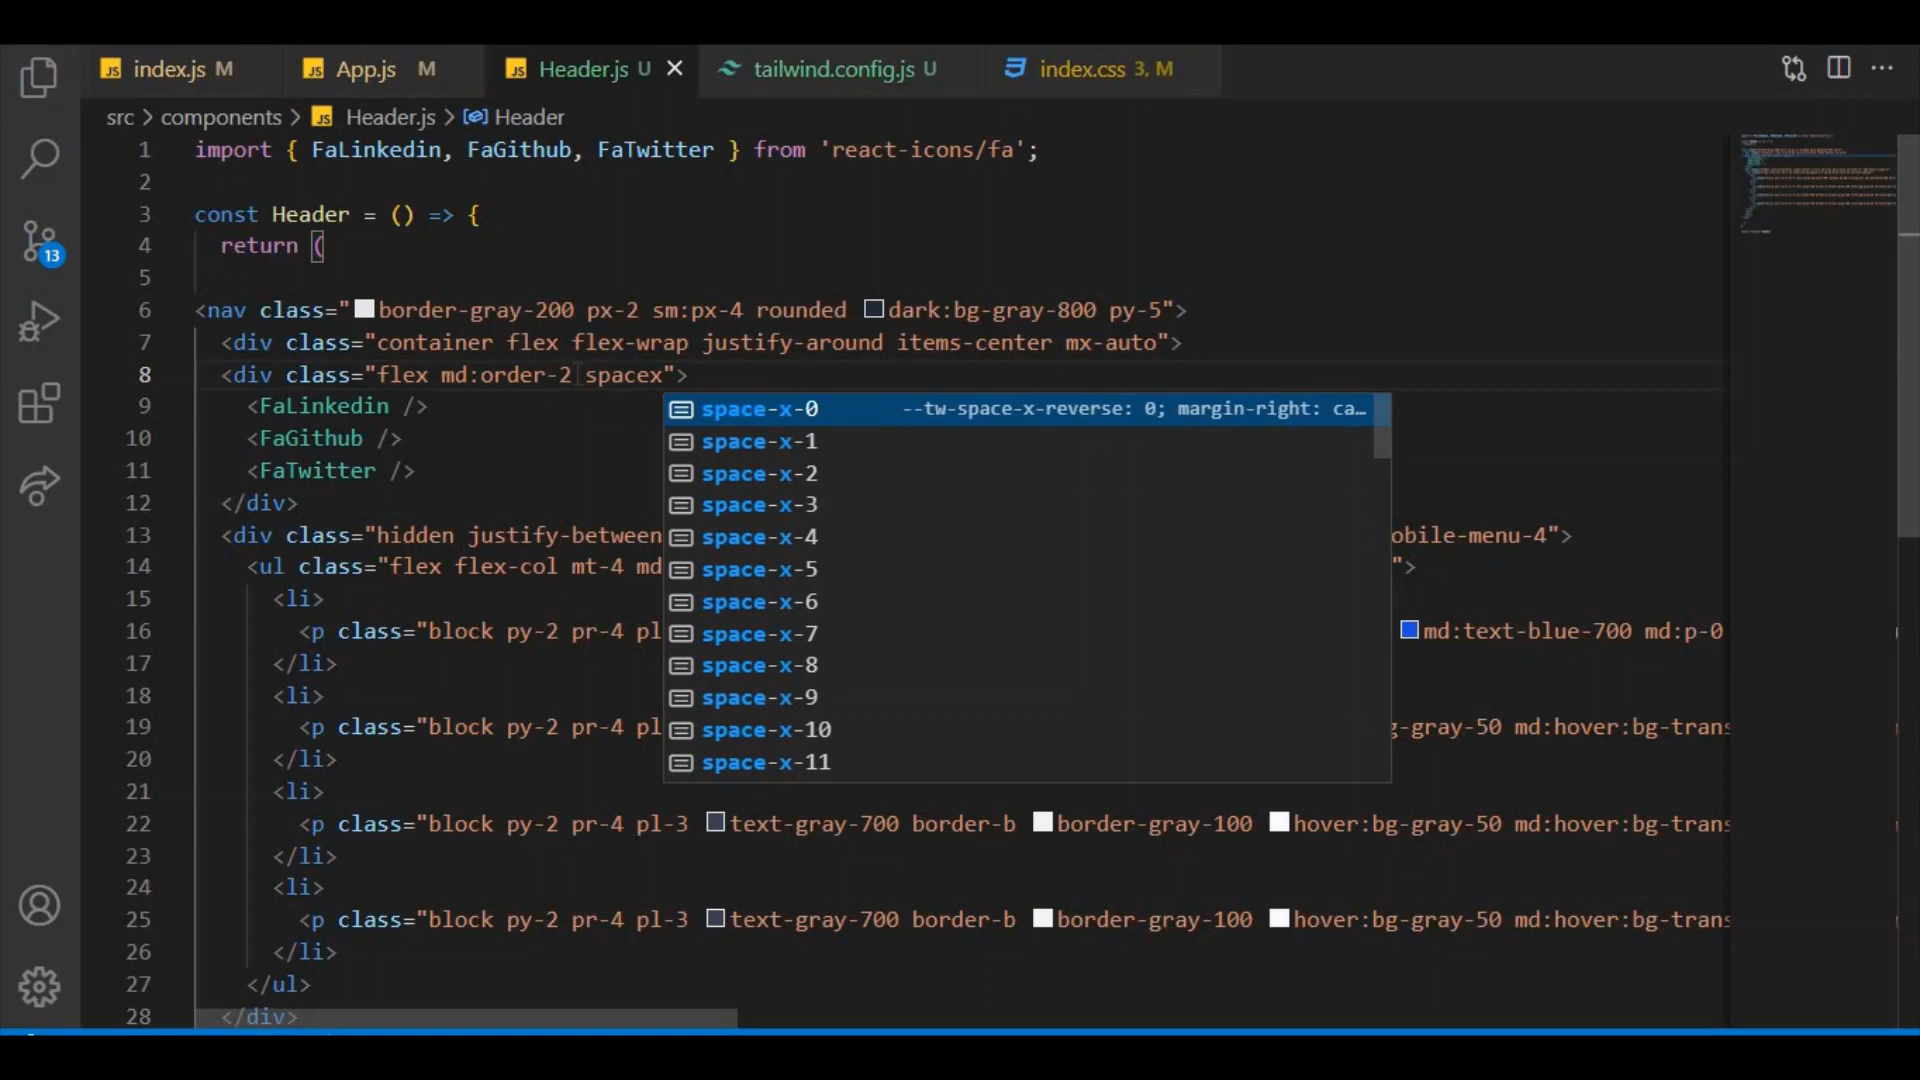 index.js M App.js M Header.js U tailwind.config.js U index.css 3, M
src > components > Header.js > Header
1 import { FaLinkedin, FaGithub, FaTwitter } from 'react-icons/fa';
2
3 const Header = () => {
4 return (
5
6 <nav class="border-gray-200 px-2 sm:px-4 rounded dark:bg-gray-800 py-5">
7 <div class="container flex flex-wrap justify-around items-center mx-auto">
8 <div class="flex md:order-2 spacex">
9 <FaLinkedin />
space-x-0 --tw-space-x-reverse: 0; margin-right: ca…
10 <FaGithub />
space-x-1
11 <FaTwitter />
space-x-2
12 </div>
space-x-3
13 <div class="hidden justify-between
space-x-4
obile-menu-4">
14 <ul class="flex flex-col mt-4 md
space-x-5
">
15 <li>
space-x-6
16 <p class="block py-2 pr-4 pl
space-x-7
md:text-blue-700 md:p-0
17 </li>
space-x-8
18 <li>
space-x-9
19 <p class="block py-2 pr-4 pl
space-x-10
g-gray-50 md:hover:bg-trans
20 </li>
space-x-11
21 <li>
22 <p class="block py-2 pr-4 pl-3 text-gray-700 border-b border-gray-100 hover:bg-gray-50 md:hover:bg-trans
23 </li>
24 <li>
25 <p class="block py-2 pr-4 pl-3 text-gray-700 border-b border-gray-100 hover:bg-gray-50 md:hover:bg-trans
26 </li>
27 </ul>
28 </div>
13